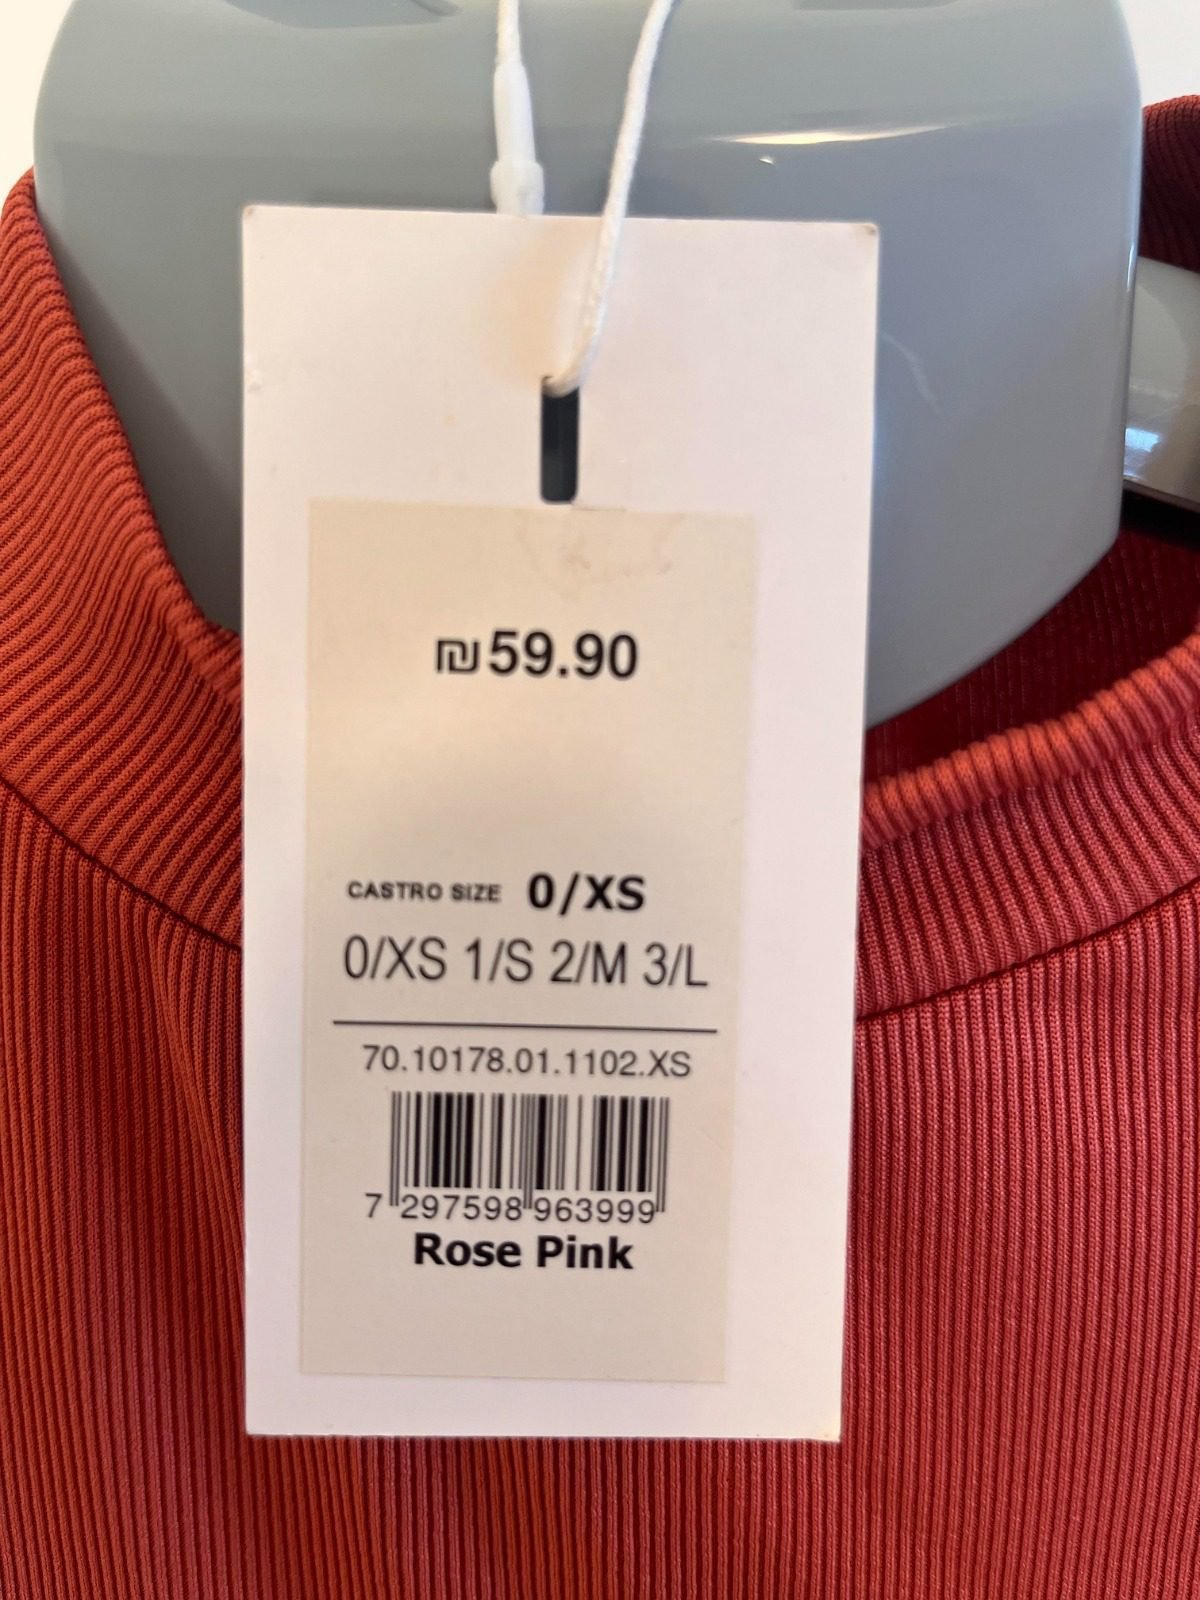 ₪59.90
CASTRO SIZE 0/XS
0/XS 1/S 2/M 3/L
70.10178.01.1102.XS
7 297598 963999
Rose Pink